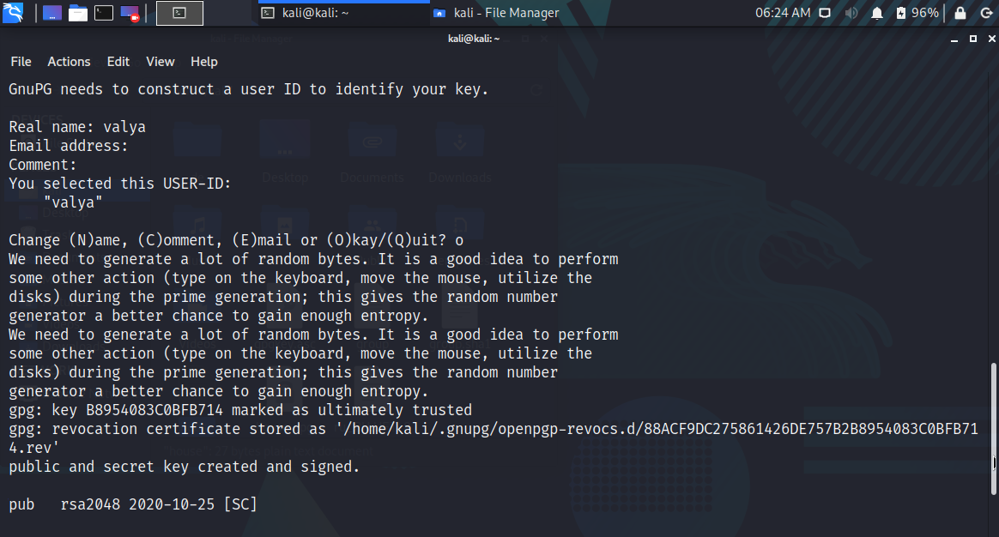 kali@kali: ~
kali - File Manager
06:24 AM
96%
kali@kali: ~
File Actions Edit View Help
GnuPG needs to construct a user ID to identify your key.
Real name: valya
Email address:
Comment:
You selected this USER-ID:
"valya"
Change (N)ame, (C)omment, (E)mail or (O)kay/(Q)uit? o
We need to generate a lot of random bytes. It is a good idea to perform
some other action (type on the keyboard, move the mouse, utilize the
disks) during the prime generation; this gives the random number
generator a better chance to gain enough entropy.
We need to generate a lot of random bytes. It is a good idea to perform
some other action (type on the keyboard, move the mouse, utilize the
disks) during the prime generation; this gives the random number
generator a better chance to gain enough entropy.
gpg: key B8954083C0BFB714 marked as ultimately trusted
gpg: revocation certificate stored as '/home/kali/.gnupg/openpgp-revocs.d/88ACF9DC275861426DE757B2B8954083C0BFB71
4.rev'
public and secret key created and signed.
pub rsa2048 2020-10-25 [SC]